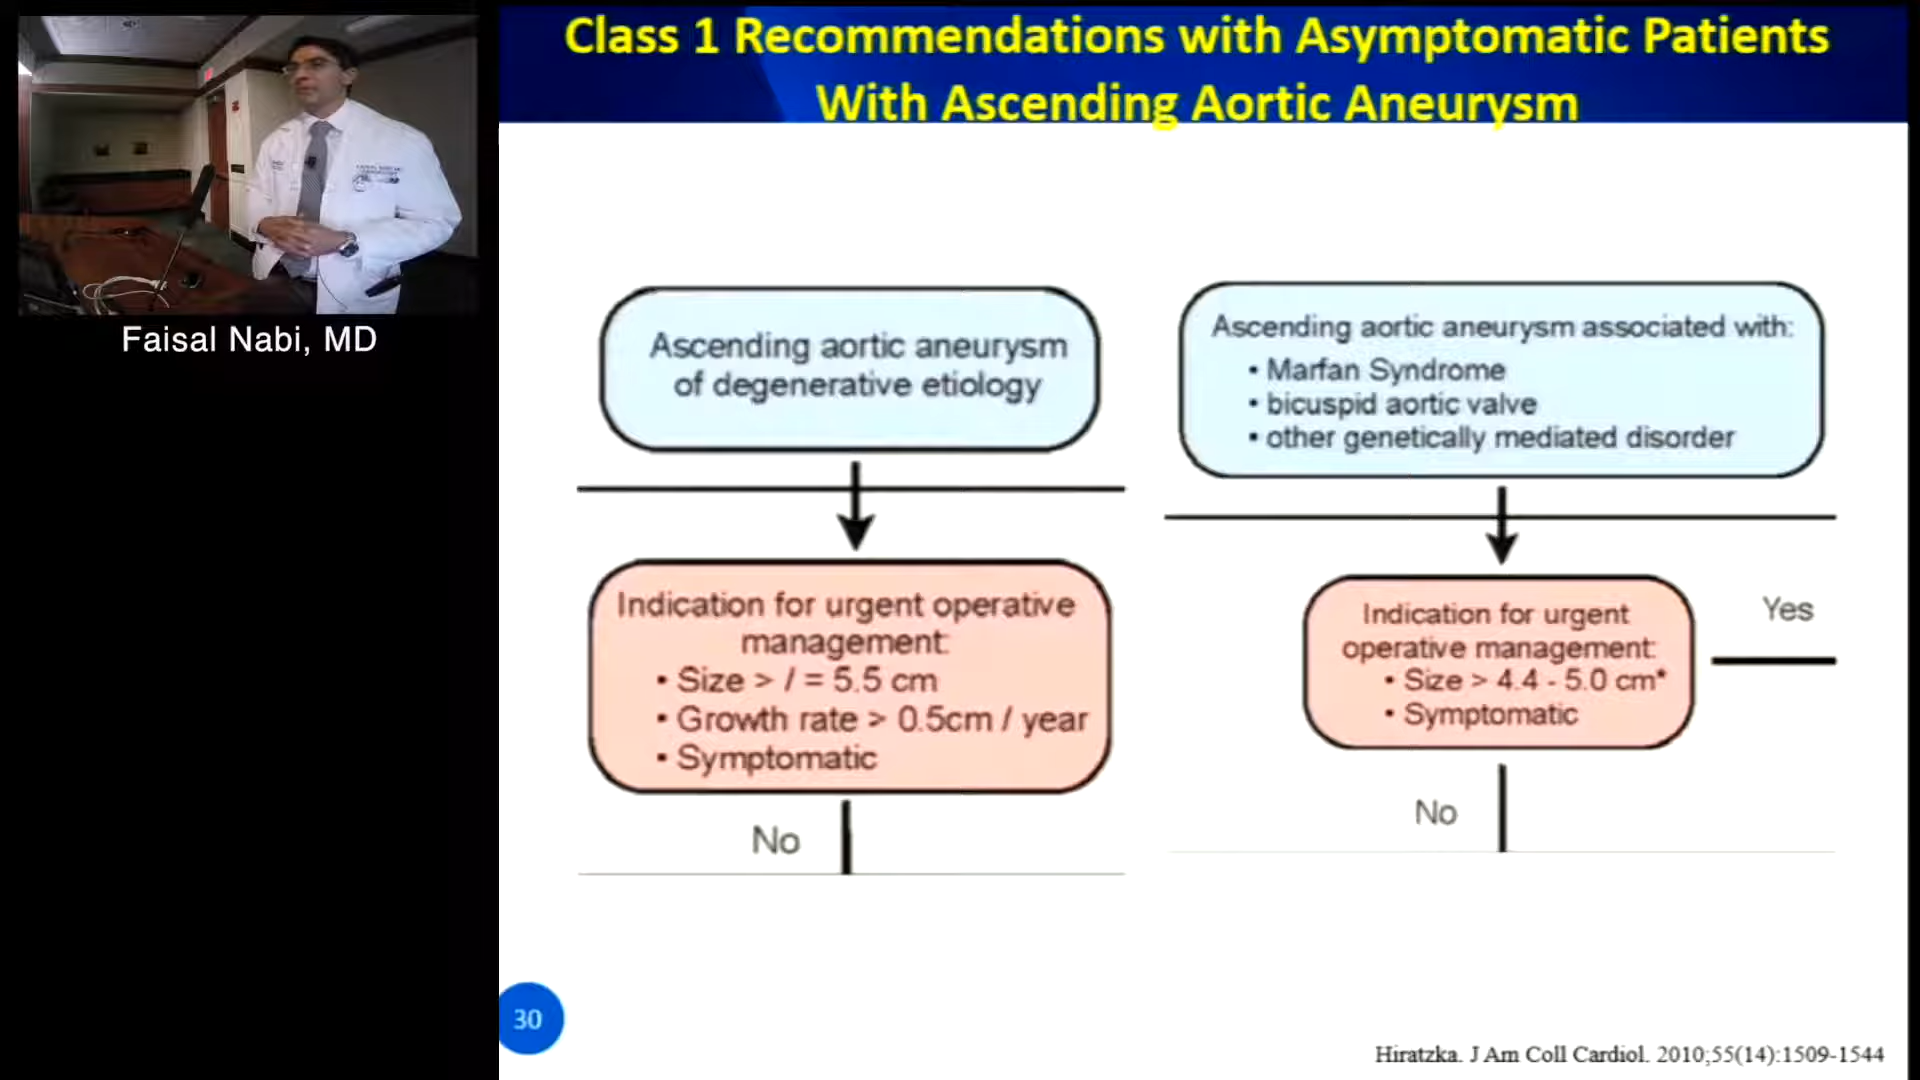 Class 1 Recommendations with Asymptomatic Patients
With Ascending Aortic Aneurysm
Faisal Nabi, MD
Ascending aortic aneurysm
of degenerative etiology
Indication for urgent operative
management:
• Size > / = 5.5 cm
• Growth rate > 0.5cm / year
• Symptomatic
No
Ascending aortic aneurysm associated with:
• Marfan Syndrome
• bicuspid aortic valve
• other genetically mediated disorder
Indication for urgent
operative management:
• Size > 4.4 - 5.0 cm*
• Symptomatic
Yes
No
30
Hiratzka. J Am Coll Cardiol. 2010;55(14):1509-1544